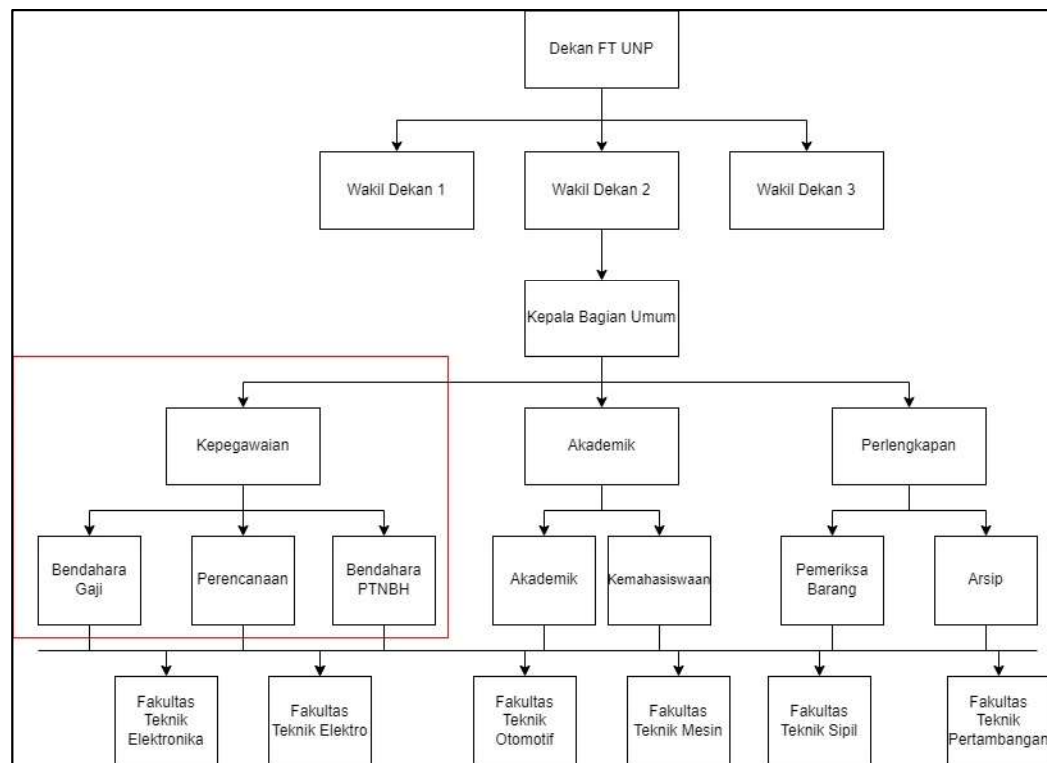 Dekan FT UNP
Wakil Dekan 1
Wakil Dekan 2
Wakil Dekan 3
Kepala Bagian Umum
Kepegawaian
Akademik
Perlengkapan
Bendahara
Gaji
Perencanaan
Bendahara
PTNBH
Akademik
Kemahasiswaan
Pemeriksa
Barang
Arsip
Fakultas
Teknik
Elektronika
Fakultas
Teknik Elektro
Fakultas
Teknik
Otomotif
Fakultas
Teknik Mesin
Fakultas
Teknik Sipil
Fakultas
Teknik
Pertambangan